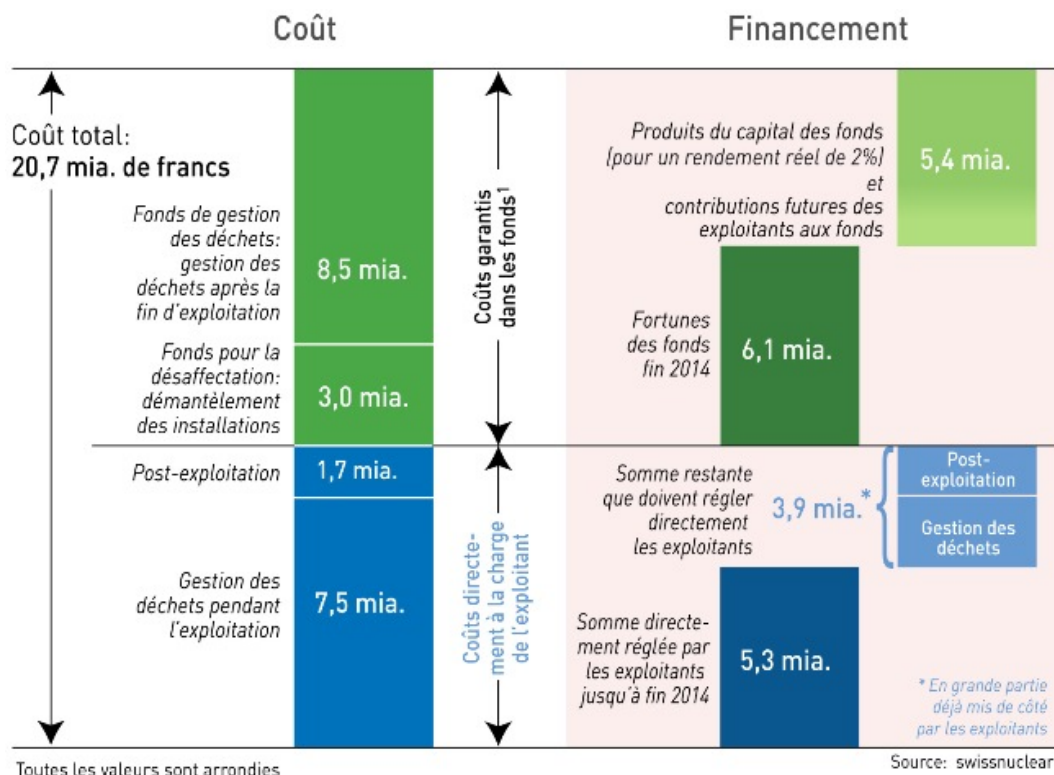 Coût
Financement
Coût total:
20,7 mia. de francs
Fonds de gestion
des déchets:
gestion des
déchets après la
fin d'exploitation
8,5 mia.
Fonds pour la
désaffectation:
démantèlement
des installations
3,0 mia.
Post-exploitation
1,7 mia.
Gestion des
déchets pendant
l'exploitation
7,5 mia.
Coûts garantis
dans les fonds¹
Coûts directe-
ment à la charge
de l'exploitant
Produits du capital des fonds
(pour un rendement réel de 2%)
et
contributions futures des
exploitants aux fonds
5,4 mia.
Fortunes
des fonds
fin 2014
6,1 mia.
Somme restante
que doivent régler
directement
les exploitants
3,9 mia.*
Post-
exploitation
Gestion des
déchets
Somme directe-
ment réglée par
les exploitants
jusqu'à fin 2014
5,3 mia.
* En grande partie
déjà mis de côté
par les exploitants
Toutes les valeurs sont arrondies
Source: swissnuclear